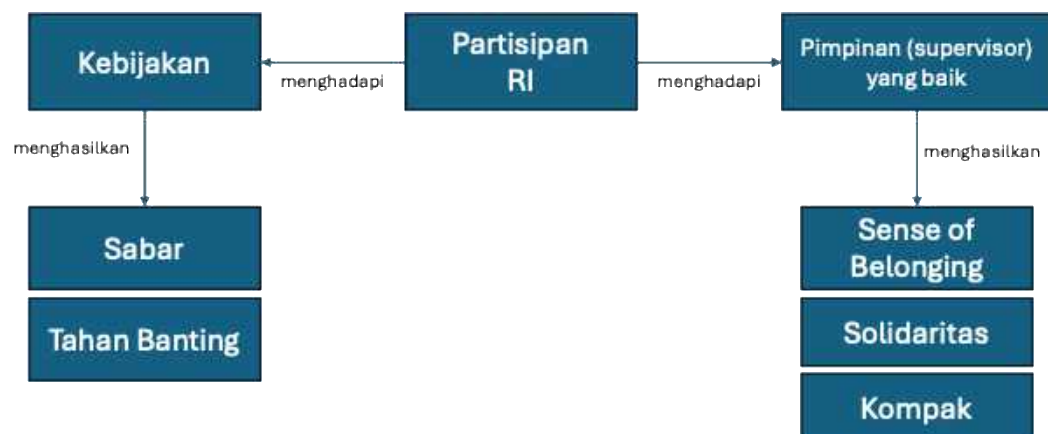 Kebijakan
menghadapi
Partisipan
RI
menghadapi
Pimpinan (supervisor)
yang baik
menghasilkan
menghasilkan
Sabar
Tahan Banting
Sense of
Belonging
Solidaritas
Kompak